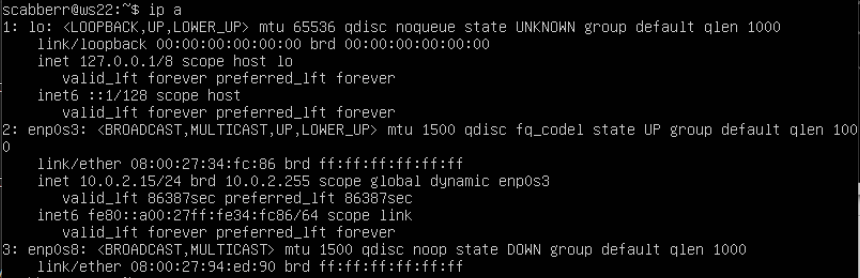 scabberr@ws22:~$ ip a
1: lo: <LOOPBACK,UP,LOWER_UP> mtu 65536 qdisc noqueue state UNKNOWN group default qlen 1000
    link/loopback 00:00:00:00:00:00 brd 00:00:00:00:00:00
    inet 127.0.0.1/8 scope host lo
       valid_lft forever preferred_lft forever
    inet6 ::1/128 scope host
       valid_lft forever preferred_lft forever
2: enp0s3: <BROADCAST,MULTICAST,UP,LOWER_UP> mtu 1500 qdisc fq_codel state UP group default qlen 100
0
    link/ether 08:00:27:34:fc:86 brd ff:ff:ff:ff:ff:ff
    inet 10.0.2.15/24 brd 10.0.2.255 scope global dynamic enp0s3
       valid_lft 86387sec preferred_lft 86387sec
    inet6 fe80::a00:27ff:fe34:fc86/64 scope link
       valid_lft forever preferred_lft forever
3: enp0s8: <BROADCAST,MULTICAST> mtu 1500 qdisc noop state DOWN group default qlen 1000
    link/ether 08:00:27:94:ed:90 brd ff:ff:ff:ff:ff:ff